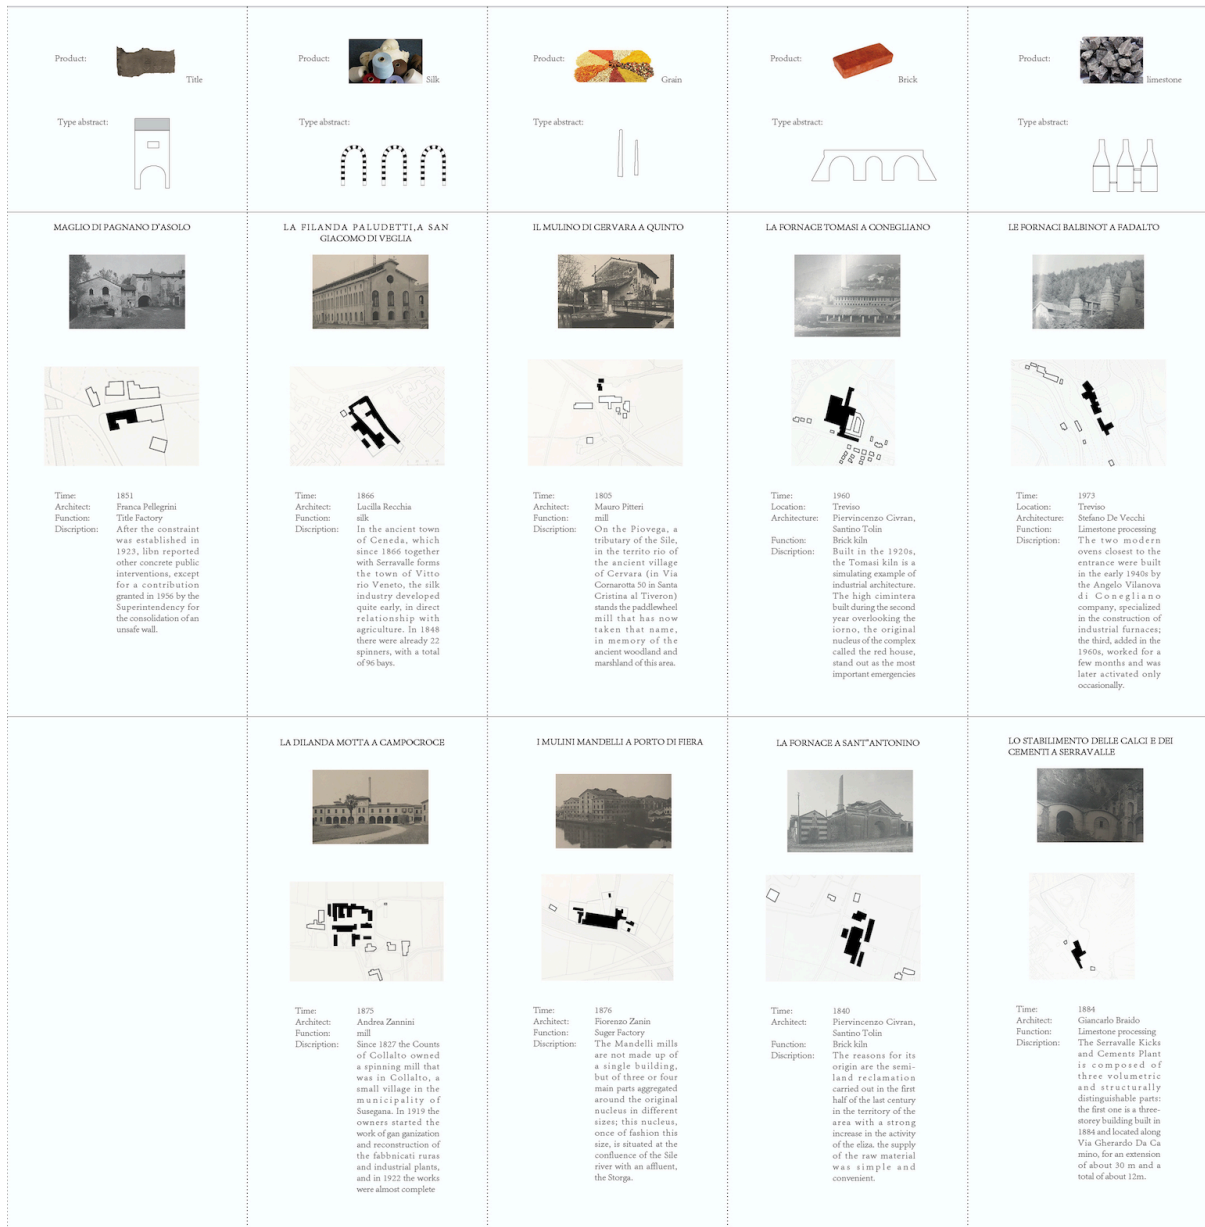 Product:
Title
Type abstract:
Product:
Silk
Type abstract:
Product:
Grain
Type abstract:
Product:
Brick
Type abstract:
Product:
limestone
Type abstract:
MAGLIO DI PAGNANO D'ASOLO
Time: 1851
Architect: Franca Pellegrini
Function: Title Factory
Discription: After the constraint
was established in
1923, libn reported
other concrete public
interventions, except
for a contribution
granted in 1956 by the
Superintendency for
the consolidation of an
unsafe wall.
LA FILANDA PALUDETTI,A SAN
GIACOMO DI VEGLIA
Time: 1866
Architect: Lucilla Recchia
Function: silk
Discription: In the ancient town
of Ceneda, which
since 1866 together
with Serravalle forms
the town of Vitto
rio Veneto, the silk
industry developed
quite early, in direct
relationship with
agriculture. In 1848
there were already 22
spinners, with a total
of 96 bays.
IL MULINO DI CERVARA A QUINTO
Time: 1805
Architect: Mauro Pitteri
Function: mill
Discription: On the Piovega, a
tributary of the Sile,
in the territo rio of
the ancient village
of Cervara (in Via
Cornarotta 50 in Santa
Cristina al Tiveron)
stands the paddlewheel
mill that has now
taken that name,
in memory of the
ancient woodland and
marshland of this area.
LA FORNACE TOMASI A CONEGLIANO
Time: 1960
Location: Treviso
Architecture: Piervincenzo Civran,
Santino Tolin
Function: Brick kiln
Discription: Built in the 1920s,
the Tomasi kiln is a
simulating example of
industrial architecture.
The high cimintera
built during the second
year overlooking the
iorno, the original
nucleus of the complex
called the red house,
stand out as the most
important emergencies
LE FORNACI BALBINOT A FADALTO
Time: 1973
Location: Treviso
Architecture: Stefano De Vecchi
Function: Limestone processing
Discription: The two modern
ovens closest to the
entrance were built
in the early 1940s by
the Angelo Vilanova
di Conegliano
company, specialized
in the construction of
industrial furnaces;
the third, added in the
1960s, worked for a
few months and was
later activated only
occasionally.
LA DILANDA MOTTA A CAMPOCROCE
Time: 1875
Architect: Andrea Zannini
Function: mill
Discription: Since 1827 the Counts
of Collalto owned
a spinning mill that
was in Collalto, a
small village in the
municipality of
Susegana. In 1919 the
owners started the
work of gan ganization
and reconstruction of
the fabbnicati ruras
and industrial plants,
and in 1922 the works
were almost complete
I MULINI MANDELLI A PORTO DI FIERA
Time: 1876
Architect: Fiorenzo Zanin
Function: Suger Factory
Discription: The Mandelli mills
are not made up of
a single building,
but of three or four
main parts aggregated
around the original
nucleus in different
sizes; this nucleus,
once of fashion this
size, is situated at the
confluence of the Sile
river with an affluent,
the Storga.
LA FORNACE A SANT"ANTONINO
Time: 1840
Architect: Piervincenzo Civran,
Santino Tolin
Function: Brick kiln
Discription: The reasons for its
origin are the semi-
land reclamation
carried out in the first
half of the last century
in the territory of the
area with a strong
increase in the activity
of the eliza. the supply
of the raw material
was simple and
convenient.
LO STABILIMENTO DELLE CALCI E DEI
CEMENTI A SERRAVALLE
Time: 1884
Architect: Giancarlo Braido
Function: Limestone processing
Discription: The Serravalle Kicks
and Cements Plant
is composed of
three volumetric
and structurally
distinguishable parts:
the first one is a three-
storey building built in
1884 and located along
Via Gherardo Da Ca
mino, for an extension
of about 30 m and a
total of about 12m.